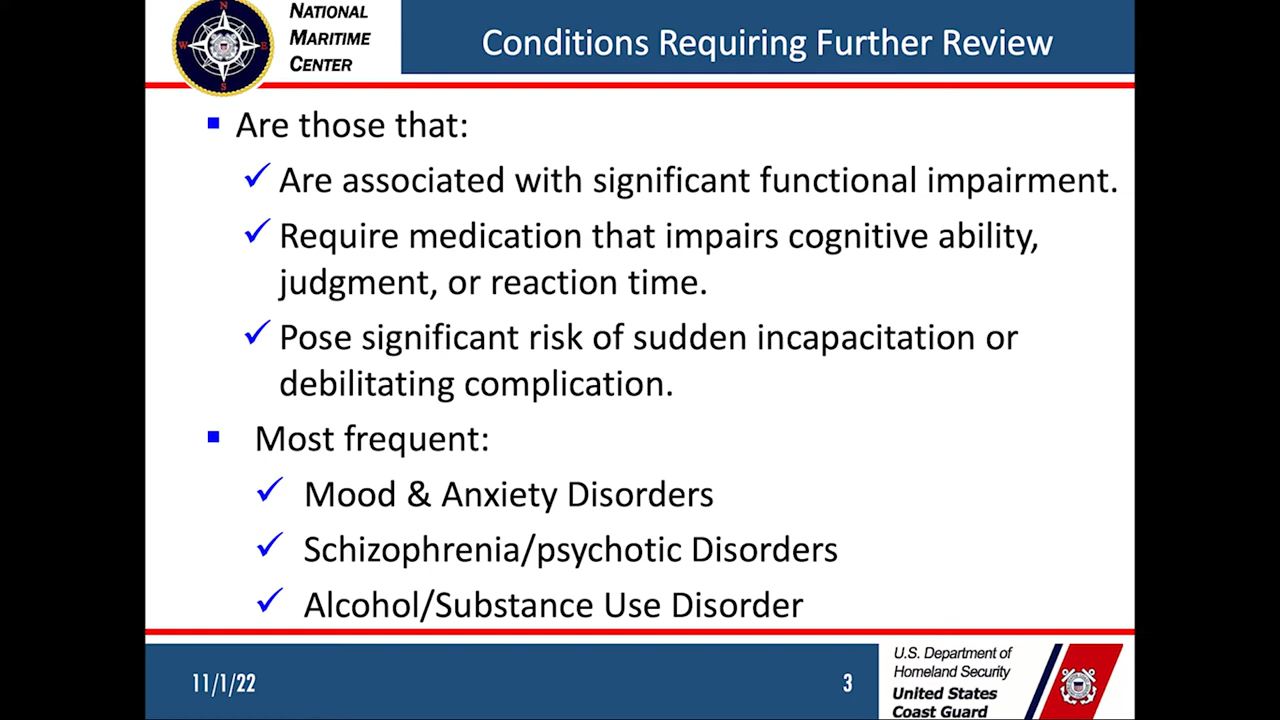 NATIONAL
MARITIME
CENTER
N
W
E
S
Conditions Requiring Further Review
Are those that:
Are associated with significant functional impairment.
Require medication that impairs cognitive ability,
judgment, or reaction time.
Pose significant risk of sudden incapacitation or
debilitating complication.
Most frequent:
Mood & Anxiety Disorders
Schizophrenia/psychotic Disorders
Alcohol/Substance Use Disorder
11/1/22
3
U.S. Department of
Homeland Security
United States
Coast Guard